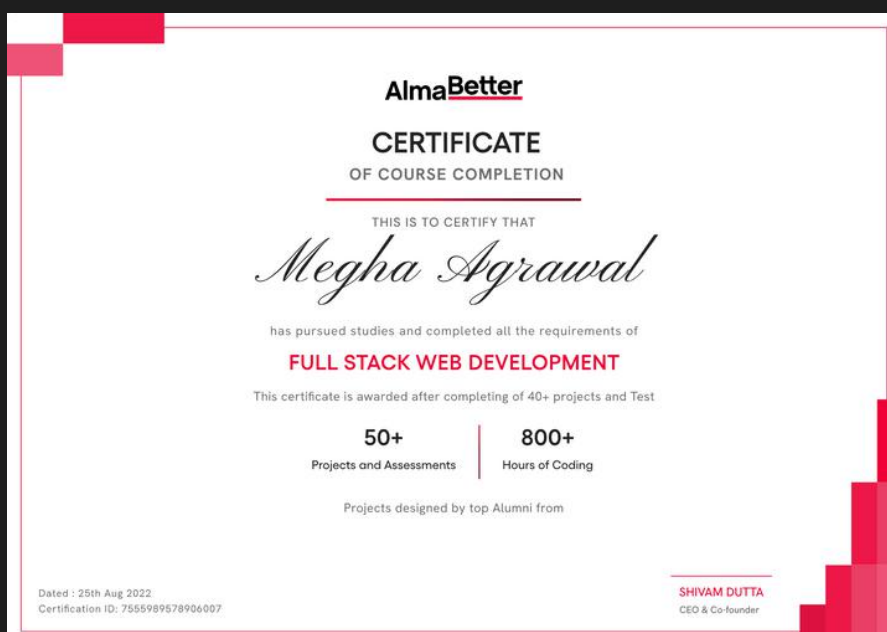 AlmaBetter
CERTIFICATE
OF COURSE COMPLETION
THIS IS TO CERTIFY THAT
Megha Agrawal
has pursued studies and completed all the requirements of
FULL STACK WEB DEVELOPMENT
This certificate is awarded after completing of 40+ projects and Test
50+
Projects and Assessments
800+
Hours of Coding
Projects designed by top Alumni from
Dated : 25th Aug 2022
Certification ID: 7555989578906007
SHIVAM DUTTA
CEO & Co-founder